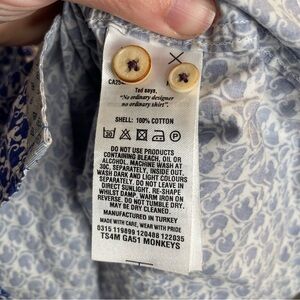 Ted says,
"No ordinary designer
no ordinary shirt".
SHELL: 100% COTTON
DO NOT USE PRODUCTS
CONTAINING BLEACH, OIL OR
ALCOHOL. MACHINE WASH AT
30C, SEPARATELY, INSIDE OUT.
WASH DARK AND LIGHT COLOURS
SEPARATELY. DO NOT LEAVE IN
DIRECT SUNLIGHT. RE-SHAPE
WHILST DAMP. WARM IRON ON
REVERSE. DO NOT TUMBLE DRY.
MAY BE DRY CLEANED.
MANUFACTURED IN TURKEY
MADE WITH CARE, WEAR WITH PRIDE
0315 119899 120488 122035
TS4M GA51 MONKEYS